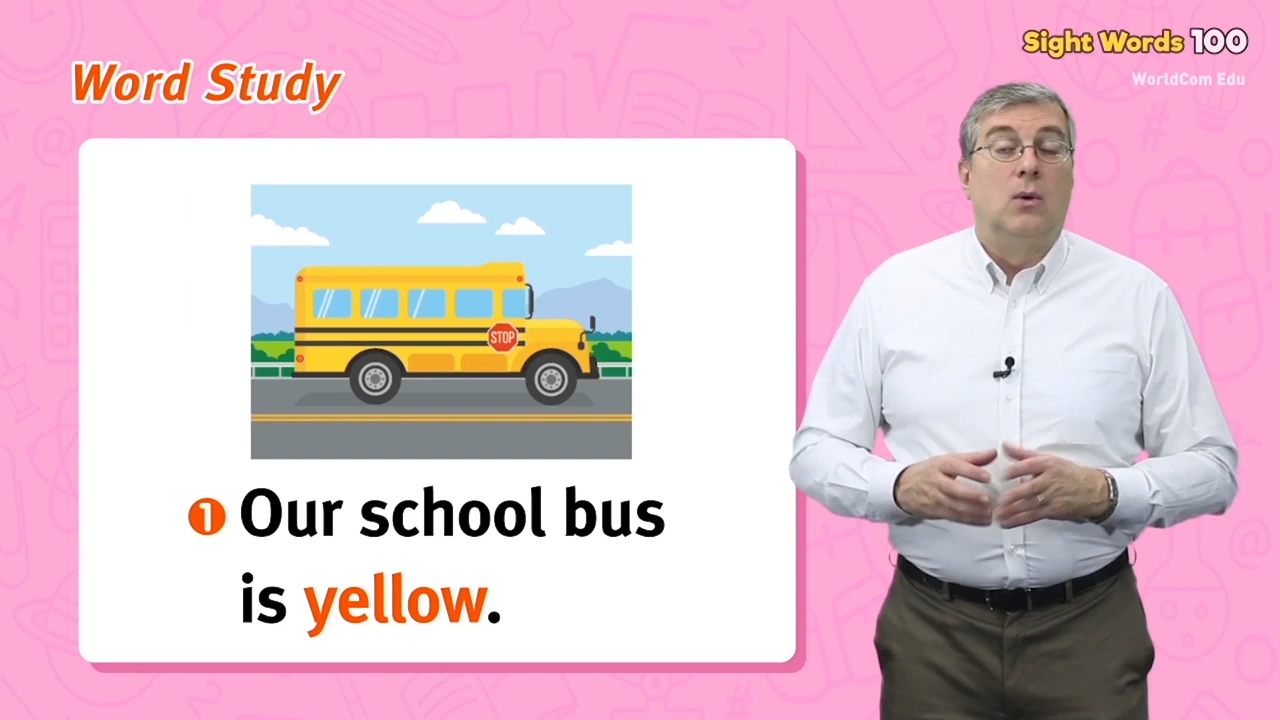 Sight Words 100
WorldCom Edu
Word Study
STOP
1 Our school bus
is yellow.